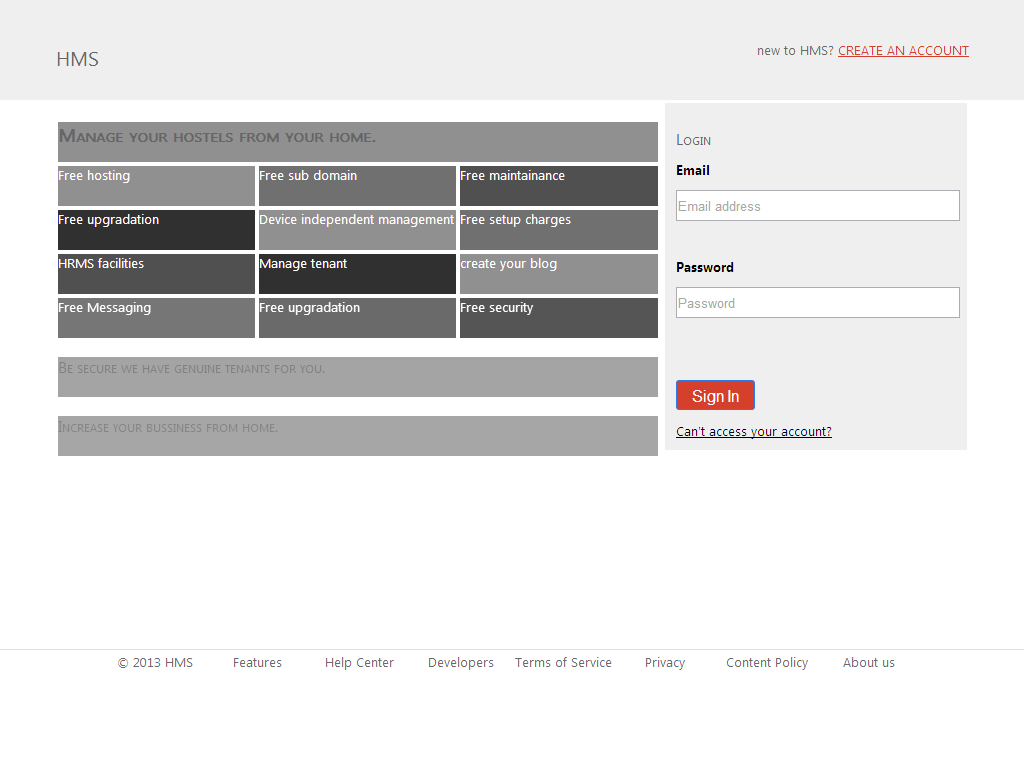 HMS
new to HMS? CREATE AN ACCOUNT
Manage your hostels from your home.
Free hosting
Free sub domain
Free maintainance
Free upgradation
Device independent management
Free setup charges
HRMS facilities
Manage tenant
create your blog
Free Messaging
Free upgradation
Free security
Be secure we have genuine tenants for you.
Increase your bussiness from home.
Login
Email
Email address
Password
Password
Sign In
Can't access your account?
© 2013 HMS Features Help Center Developers Terms of Service Privacy Content Policy About us